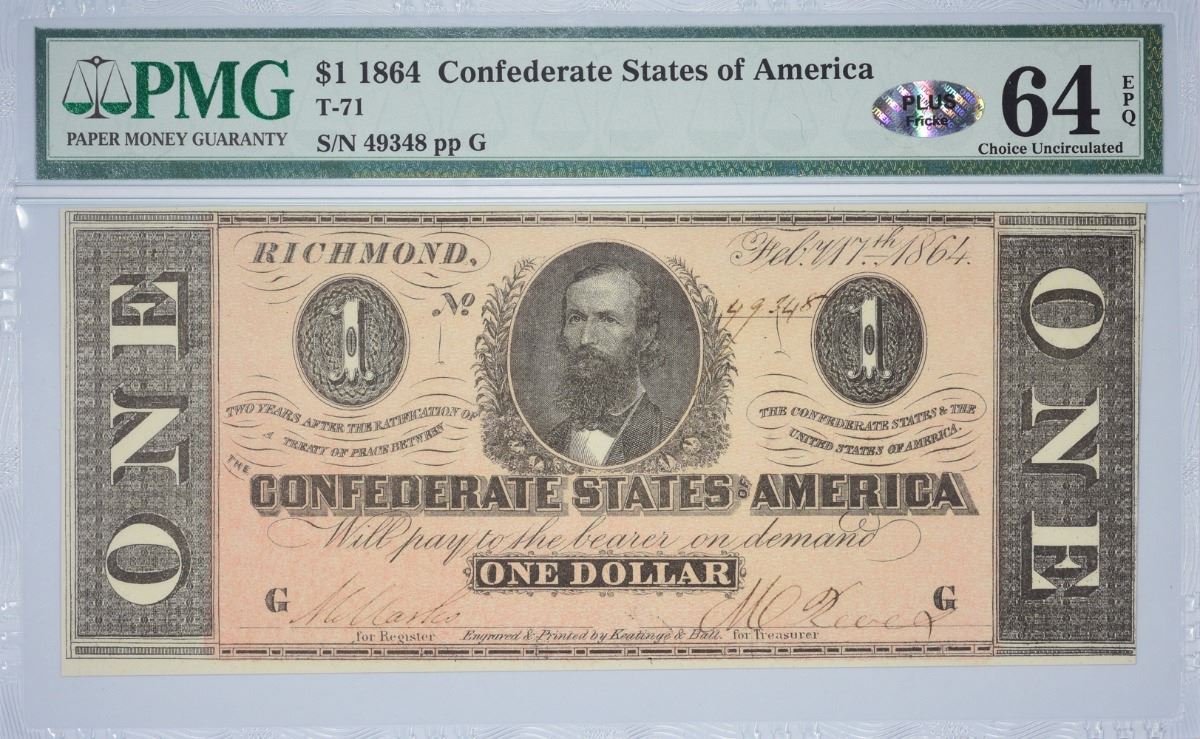 PMG
PAPER MONEY GUARANTY
$1 1864 Confederate States of America
T-71
S/N 49348 pp G
PLUS
Fricke
64
EPQ
Choice Uncirculated
ONE
RICHMOND,
Feb.y 17th 1864.
1
No
49348
1
TWO YEARS AFTER THE RATIFICATION OF
A TREATY OF PEACE BETWEEN
THE CONFEDERATE STATES & THE
UNITED STATES OF AMERICA.
THE
CONFEDERATE STATES OF AMERICA
Will pay to the bearer on demand
ONE DOLLAR
G
G
for Register
Engraved & Printed by Keatinge & Ball.
for Treasurer
ONE